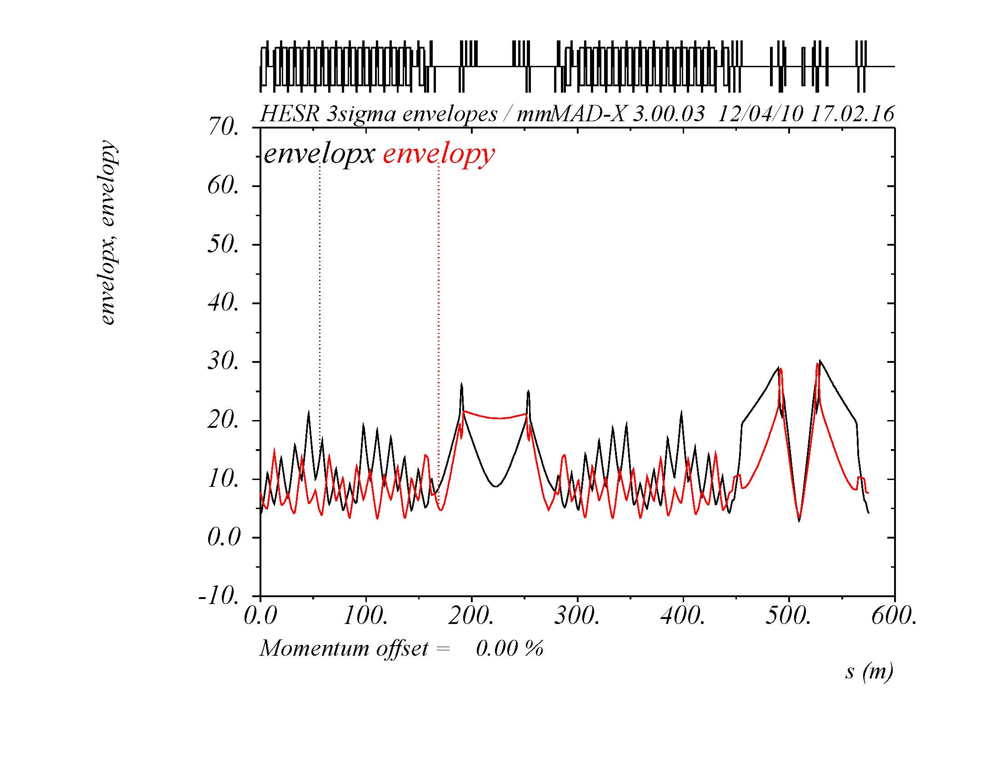 HESR 3sigma envelopes / mmMAD-X 3.00.03 12/04/10 17.02.16
envelopx envelopy
envelopx, envelopy
70.
60.
50.
40.
30.
20.
10.
0.0
-10.
0.0 100. 200. 300. 400. 500. 600.
Momentum offset = 0.00 %
s (m)